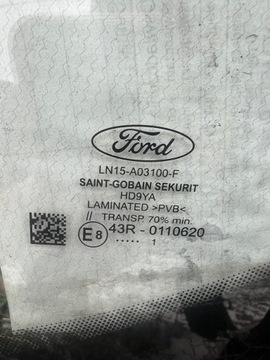 Ford
LN15-A03100-F
SAINT-GOBAIN SEKURIT
HD9YA
LAMINATED >PVB<
// TRANSP. 70% min.
E8 43R - 0110620
..... 1